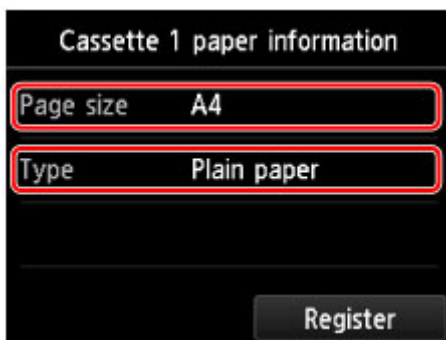 Cassette 1 paper information
Page size A4
Type Plain paper
Register